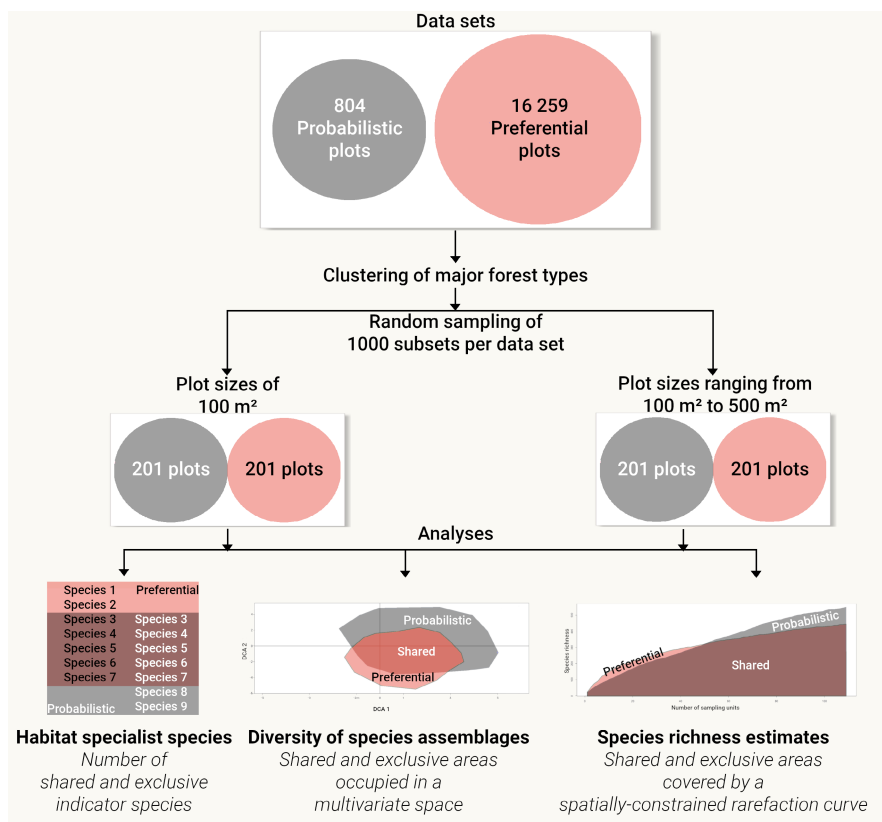 Data sets
804
Probabilistic
plots
16 259
Preferential
plots
Clustering of major forest types
Random sampling of
1000 subsets per data set
Plot sizes of
100 m²
Plot sizes ranging from
100 m² to 500 m²
201 plots
201 plots
201 plots
201 plots
Analyses
Species 1 Preferential
Species 2
Species 3 Species 3
Species 4 Species 4
Species 5 Species 5
Species 6 Species 6
Species 7 Species 7
Species 8
Probabilistic Species 9
DCA 2
Probabilistic
Shared
Preferential
DCA 1
Species richness
Preferential
Probabilistic
Shared
Number of sampling units
Habitat specialist species
Number of
shared and exclusive
indicator species
Diversity of species assemblages
Shared and exclusive areas
occupied in a
multivariate space
Species richness estimates
Shared and exclusive areas
covered by a
spatially-constrained rarefaction curve